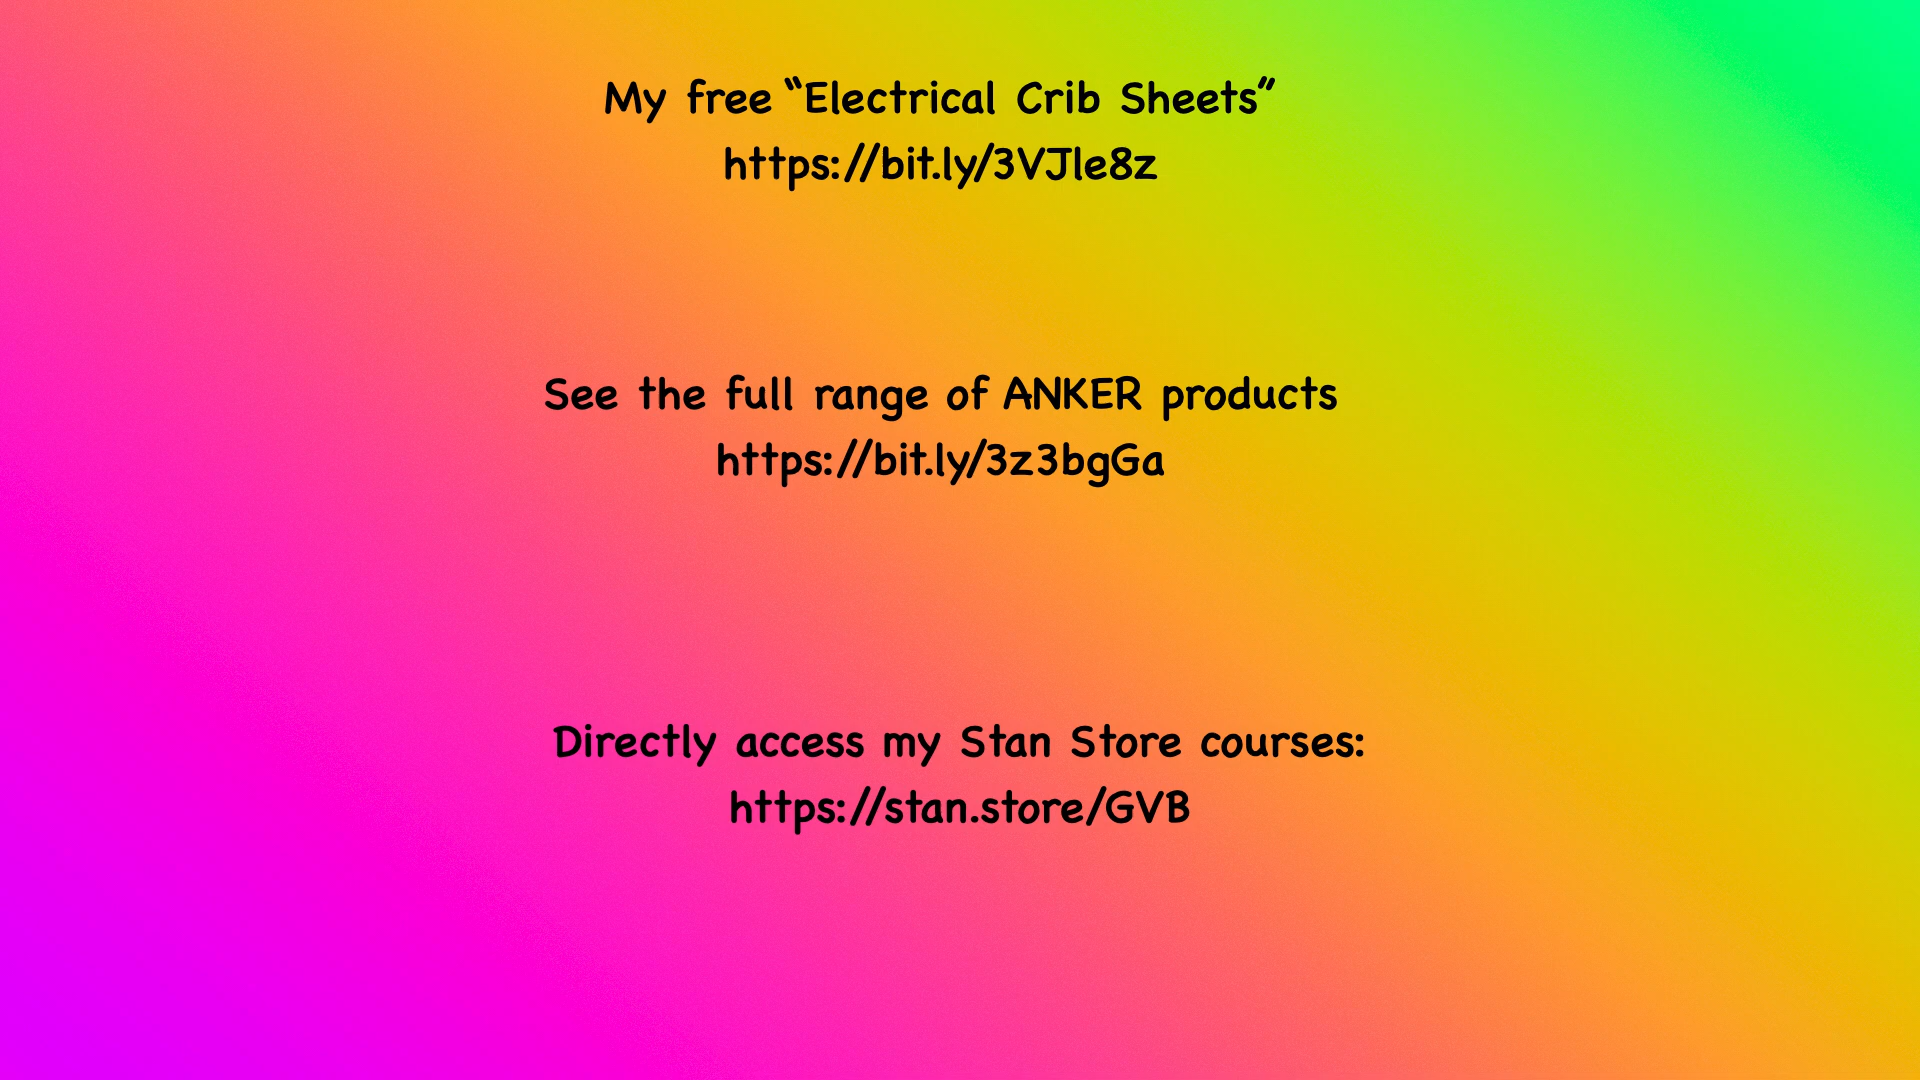 My free “Electrical Crib Sheets”
https://bit.ly/3VJle8z
See the full range of ANKER products
https://bit.ly/3z3bgGa
Directly access my Stan Store courses:
https://stan.store/GVB